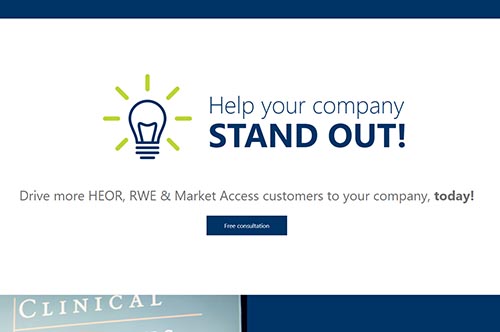 Help your company
STAND OUT!
Drive more HEOR, RWE & Market Access customers to your company, today!
Free consultation
CLINICAL